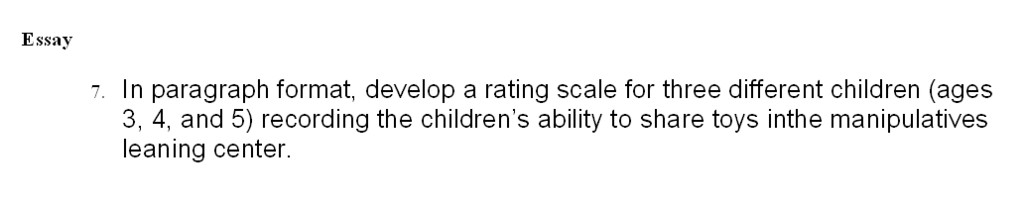 Essay
7. In paragraph format, develop a rating scale for three different children (ages
3, 4, and 5) recording the children's ability to share toys inthe manipulatives
leaning center.